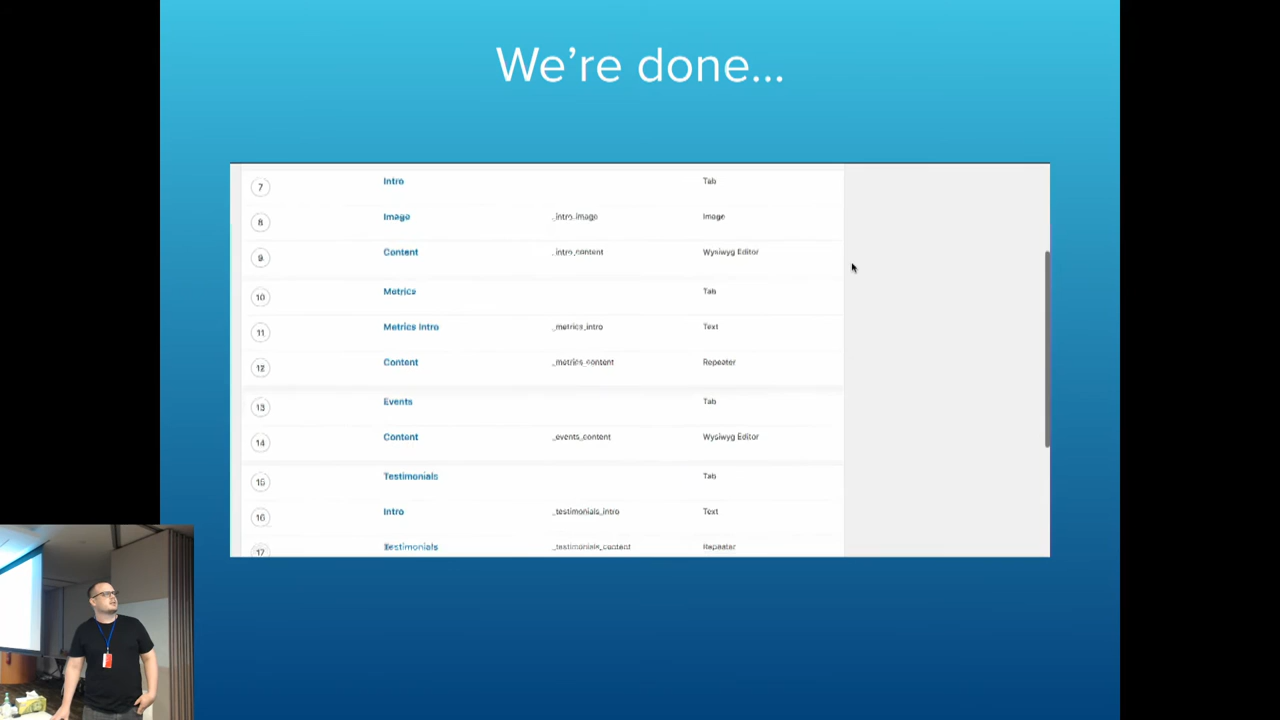 We're done...
7 Intro Tab
8 Image _intro_image Image
9 Content _intro_content Wysiwyg Editor
10 Metrics Tab
11 Metrics Intro _metrics_intro Text
12 Content _metrics_content Repeater
13 Events Tab
14 Content _events_content Wysiwyg Editor
15 Testimonials Tab
16 Intro _testimonials_intro Text
17 Testimonials _testimonials_content Repeater